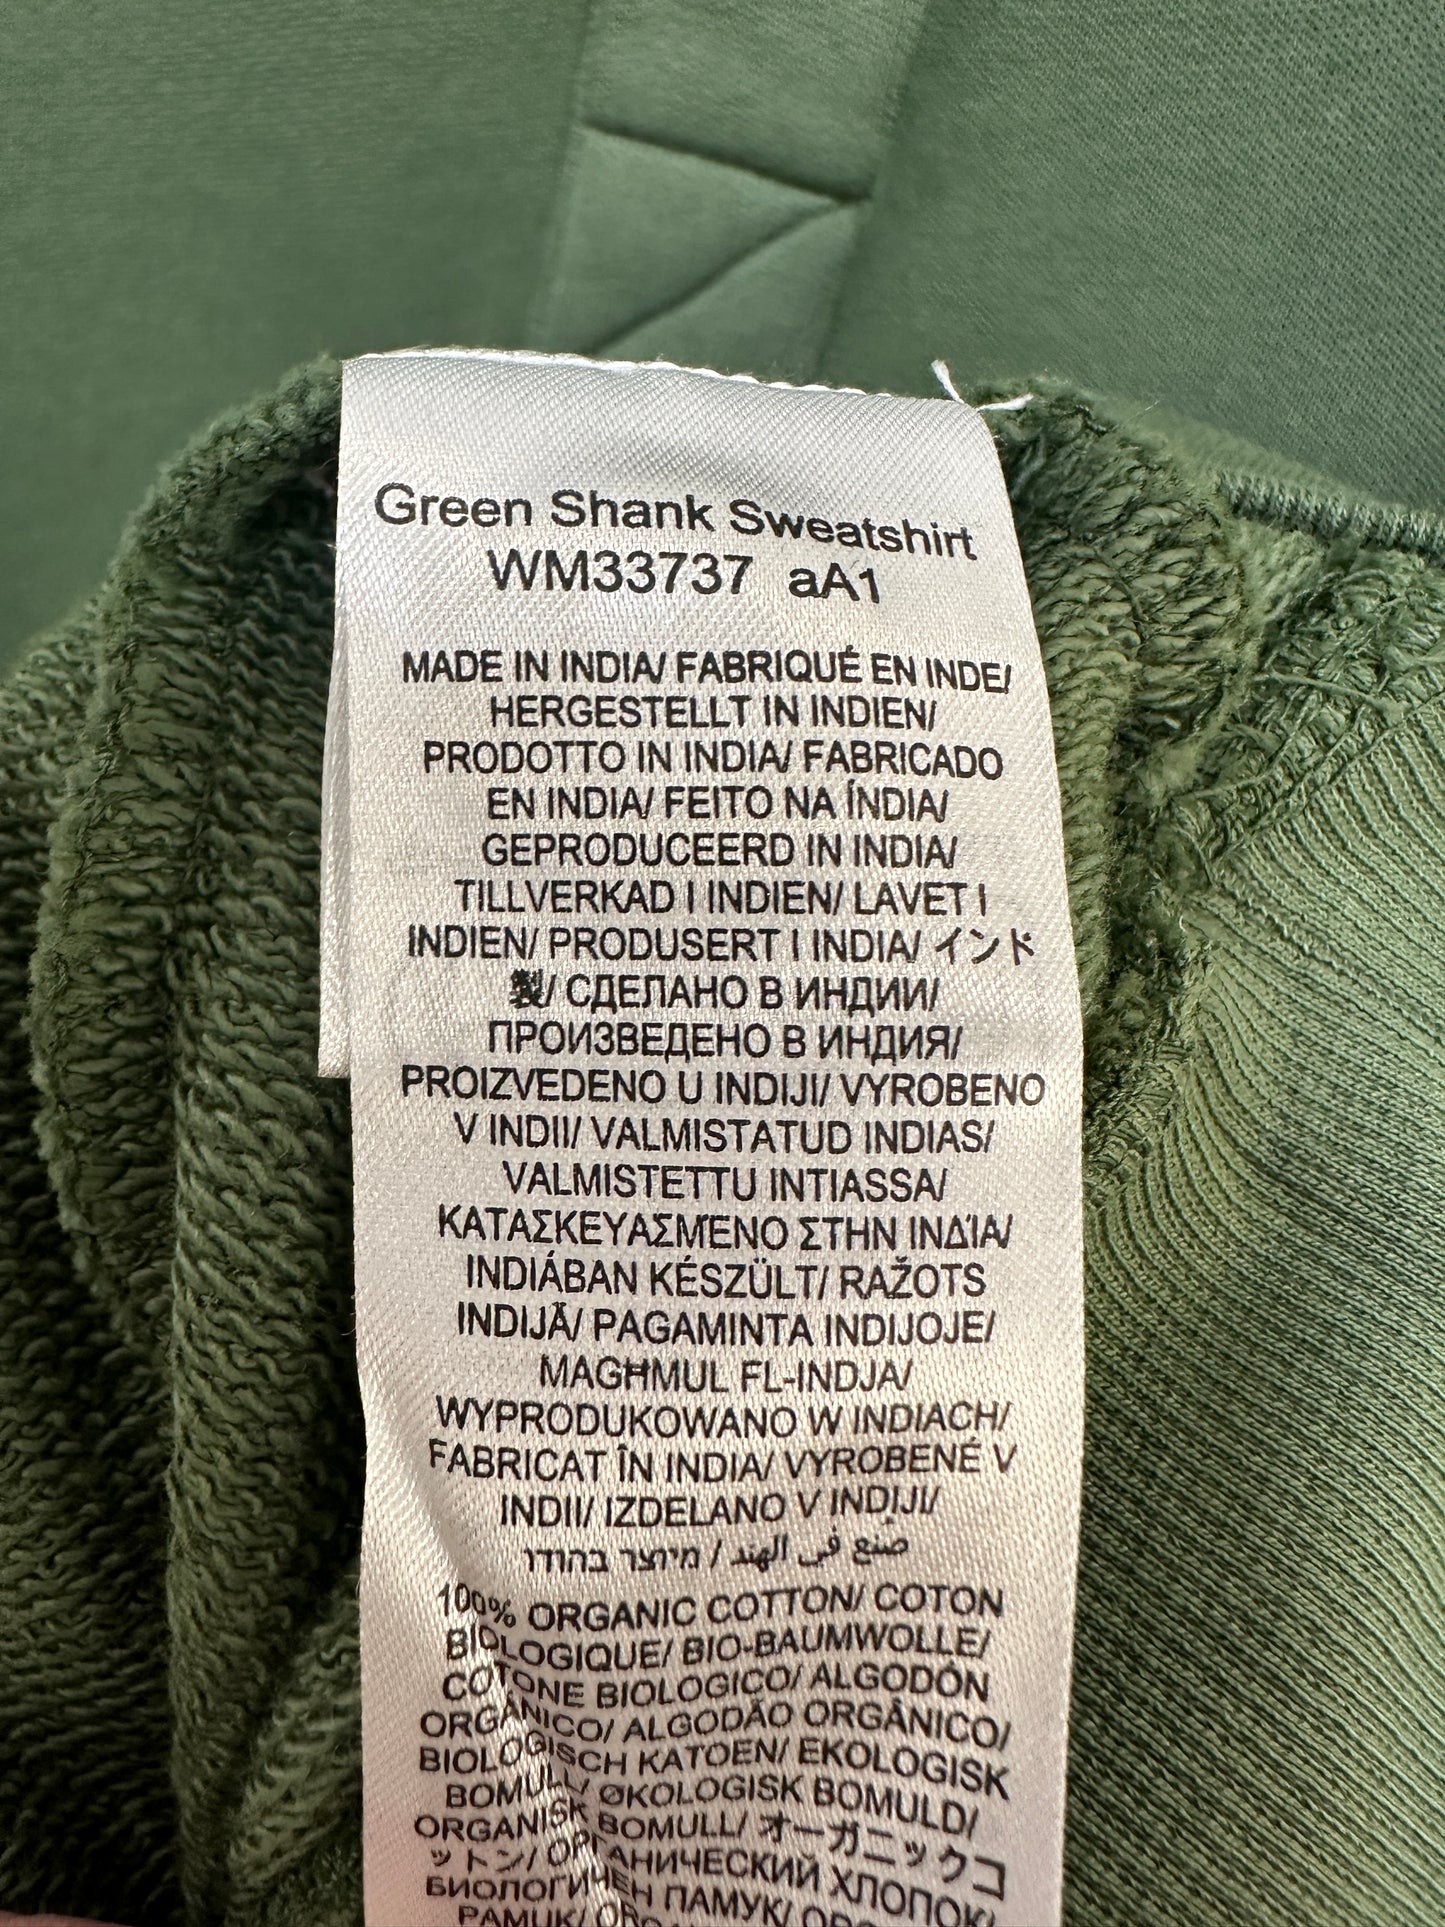 Green Shank Sweatshirt
WM33737 aA1
MADE IN INDIA/ FABRIQUÉ EN INDE/
HERGESTELLT IN INDIEN/
PRODOTTO IN INDIA/ FABRICADO
EN INDIA/ FEITO NA ÍNDIA/
GEPRODUCEERD IN INDIA/
TILLVERKAD I INDIEN/ LAVET I
INDIEN/ PRODUSERT I INDIA/ インド
製/ СДЕЛАНО В ИНДИИ/
ПРОИЗВЕДЕНО В ИНДИЯ/
PROIZVEDENO U INDIJI/ VYROBENO
V INDII/ VALMISTATUD INDIAS/
VALMISTETTU INTIASSA/
ΚΑΤΑΣΚΕΥΑΣΜΈΝΟ ΣΤΗΝ ΙΝΔΊΑ/
INDIÁBAN KÉSZÜLT/ RAŽOTS
INDIJĀ/ PAGAMINTA INDIJOJE/
MAGĦMUL FL-INDJA/
WYPRODUKOWANO W INDIACH/
FABRICAT ÎN INDIA/ VYROBENÉ V
INDII/ IZDELANO V INDIJI/
صنع في الهند / מיוצר בהודו
100% ORGANIC COTTON/ COTON
BIOLOGIQUE/ BIO-BAUMWOLLE/
COTONE BIOLOGICO/ ALGODÓN
ORGÁNICO/ ALGODÃO ORGÂNICO/
BIOLOGISCH KATOEN/ EKOLOGISK
BOMULL/ ØKOLOGISK BOMULD/
ORGANISK BOMULL/ オーガニックコ
ットン/ ОРГАНИЧЕСКИЙ ХЛОПОК/
БИОЛОГИЧЕН ПАМУК/
PAMUK/